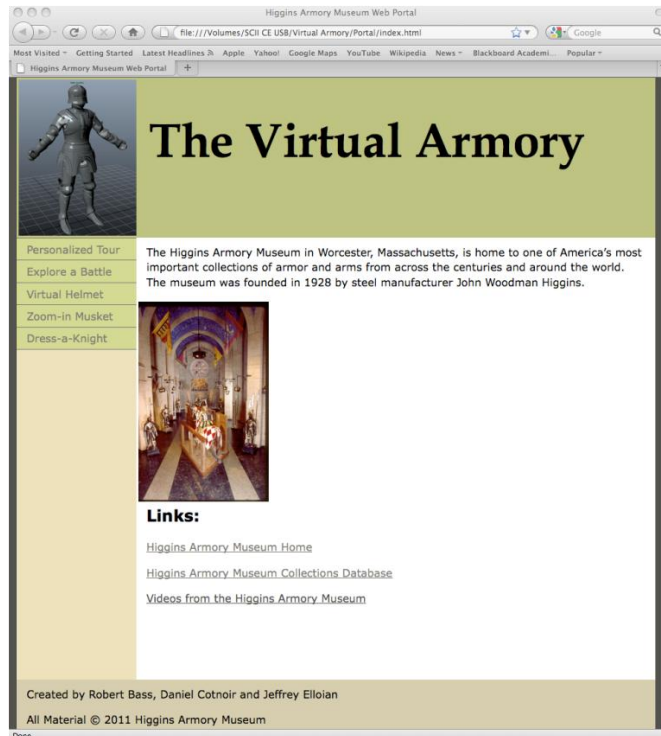 Higgins Armory Museum Web Portal
file:///Volumes/SCII CE USB/Virtual Armory/Portal/index.html
Google
Most Visited Getting Started Latest Headlines Apple Yahoo! Google Maps YouTube Wikipedia News Blackboard Academi... Popular
Higgins Armory Museum Web Portal +
The Virtual Armory
Personalized Tour
Explore a Battle
Virtual Helmet
Zoom-in Musket
Dress-a-Knight
The Higgins Armory Museum in Worcester, Massachusetts, is home to one of America's most
important collections of armor and arms from across the centuries and around the world.
The museum was founded in 1928 by steel manufacturer John Woodman Higgins.
Links:
Higgins Armory Museum Home
Higgins Armory Museum Collections Database
Videos from the Higgins Armory Museum
Created by Robert Bass, Daniel Cotnoir and Jeffrey Elloian
All Material © 2011 Higgins Armory Museum
Done